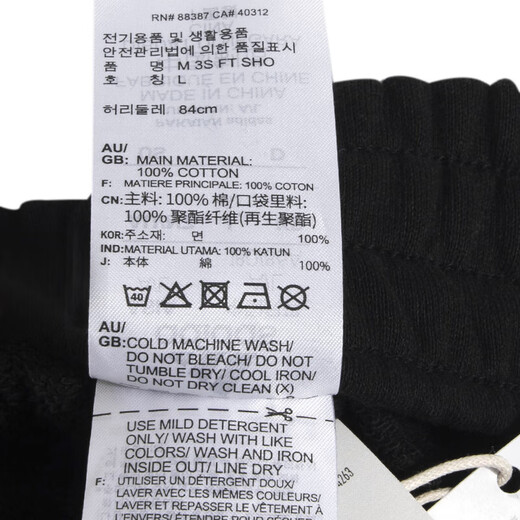 RN# 88387 CA# 40312
전기용품 및 생활용품
안전관리법에 의한 품질표시
품 명 M 3S FT SHO
호 칭 L
허리둘레 84cm
AU/
GB: MAIN MATERIAL:
100% COTTON
F: MATIERE PRINCIPALE: 100% COTON
CN: 主料: 100% 棉/口袋里料:
100% 聚酯纤维(再生聚酯)
KOR: 주소재: 면 100%
IND: MATERIAL UTAMA: 100% KATUN
J: 本体 綿 100%
40
AU/
GB: COLD MACHINE WASH/
DO NOT BLEACH/ DO NOT
TUMBLE DRY/ COOL IRON/
DO NOT DRY CLEAN (X)
USE MILD DETERGENT
ONLY/ WASH WITH LIKE
COLORS/ WASH AND IRON
INSIDE OUT/ LINE DRY
F: UTILISER UN DÉTERGENT DOUX/
LAVER AVEC LES MÊMES COULEURS/
LAVER ET REPASSER LE VÊTEMENT À
L'ENVERS/ÉTENDRE POUR SÉCHER
4263